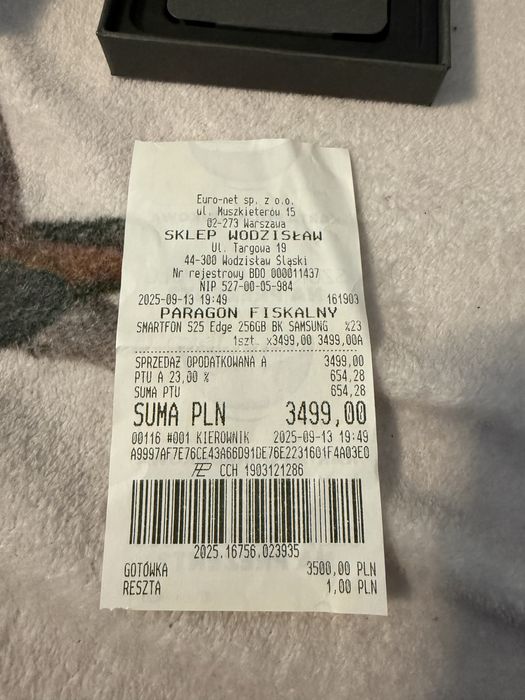 Euro-net sp. z o.o.
ul. Muszkieterów 15
02-273 Warszawa
SKLEP WODZISŁAW
Ul. Targowa 19
44-300 Wodzisław Śląski
Nr rejestrowy BDO 000011437
NIP 527-00-05-984
2025-09-13 19:49 161903
PARAGON FISKALNY
SMARTFON S25 Edge 256GB BK SAMSUNG %23
1szt. x3499,00 3499,00A
SPRZEDAŻ OPODATKOWANA A 3499,00
PTU A 23,00 % 654,28
SUMA PTU 654,28
SUMA PLN 3499,00
00116 #001 KIEROWNIK 2025-09-13 19:49
A9997AF7E76CE43A66D91DE76E2231601F4A03E0
CCH 1903121286
2025.16756.023935
GOTÓWKA 3500,00 PLN
RESZTA 1,00 PLN